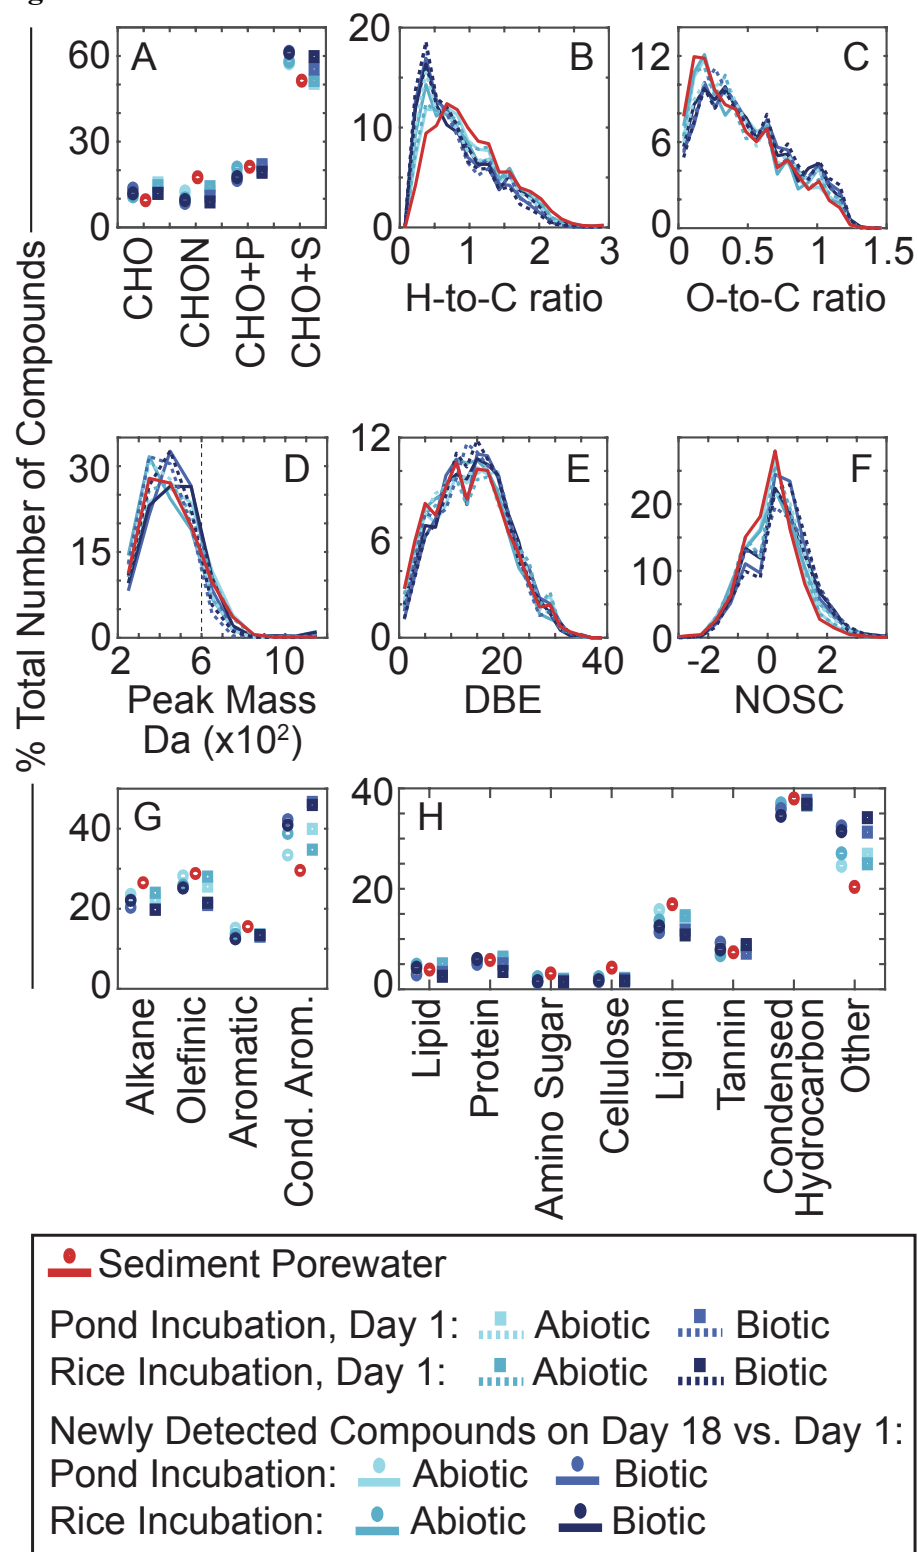 % Total Number of Compounds
A
60
30
0
CHO
CHON
CHO+P
CHO+S
B
20
10
0
0 1 2 3
H-to-C ratio
C
12
6
0
0 0.5 1 1.5
O-to-C ratio
D
30
15
0
2 6 10
Peak Mass
Da (x10²)
E
12
6
0
0 20 40
DBE
F
20
10
0
-2 0 2
NOSC
G
40
20
0
Alkane
Olefinic
Aromatic
Cond. Arom.
H
40
20
0
Lipid
Protein
Amino Sugar
Cellulose
Lignin
Tannin
Condensed
Hydrocarbon
Other
Sediment Porewater
Pond Incubation, Day 1: Abiotic Biotic
Rice Incubation, Day 1: Abiotic Biotic
Newly Detected Compounds on Day 18 vs. Day 1:
Pond Incubation: Abiotic Biotic
Rice Incubation: Abiotic Biotic